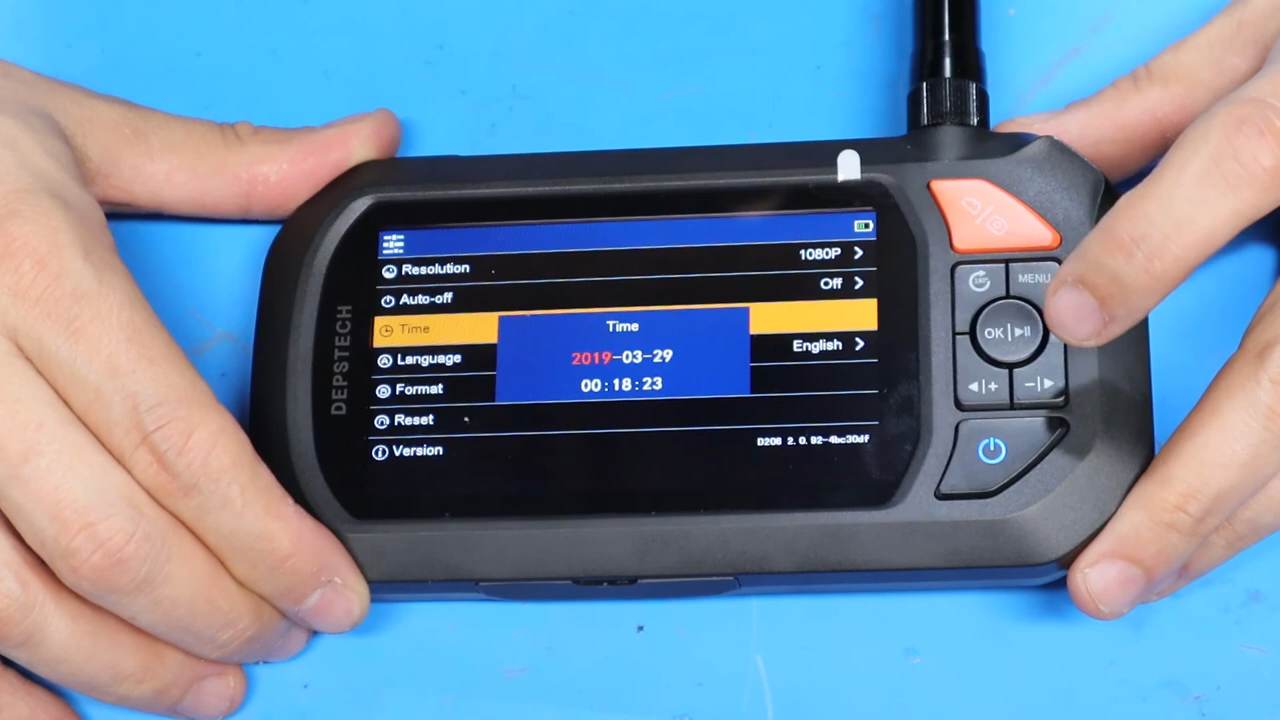 DEPSTECH
Resolution 1080P
Auto-off Off
Time
Language English
Format
Reset
Version D208 2.0.92-4bc30df
Time
2019-03-29
00:18:23
180°
MENU
OK